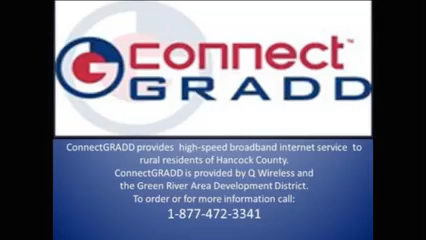 connect™
GRADD
ConnectGRADD provides high-speed broadband internet service to
rural residents of Hancock County.
ConnectGRADD is provided by Q Wireless and
the Green River Area Development District.
To order or for more information call:
1-877-472-3341